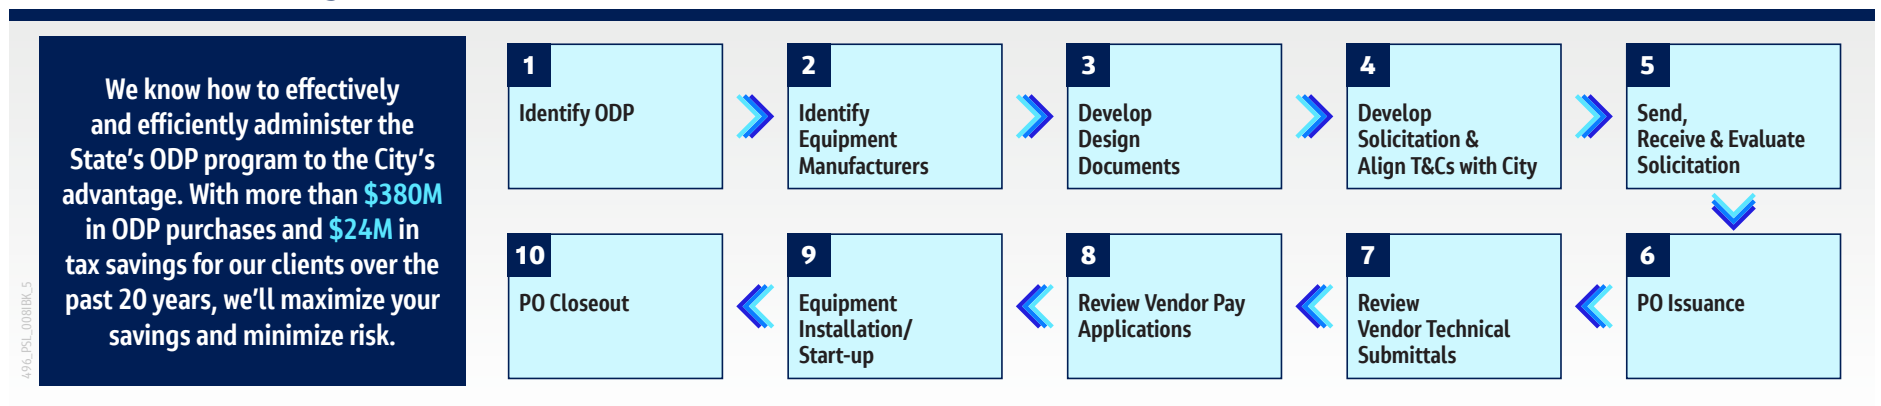 We know how to effectively
and efficiently administer the
State's ODP program to the City's
advantage. With more than $380M
in ODP purchases and $24M in
tax savings for our clients over the
past 20 years, we'll maximize your
savings and minimize risk.
1
Identify ODP
2
Identify
Equipment
Manufacturers
3
Develop
Design
Documents
4
Develop
Solicitation &
Align T&Cs with City
5
Send,
Receive & Evaluate
Solicitation
6
PO Issuance
7
Review
Vendor Technical
Submittals
8
Review Vendor Pay
Applications
9
Equipment
Installation/
Start-up
10
PO Closeout